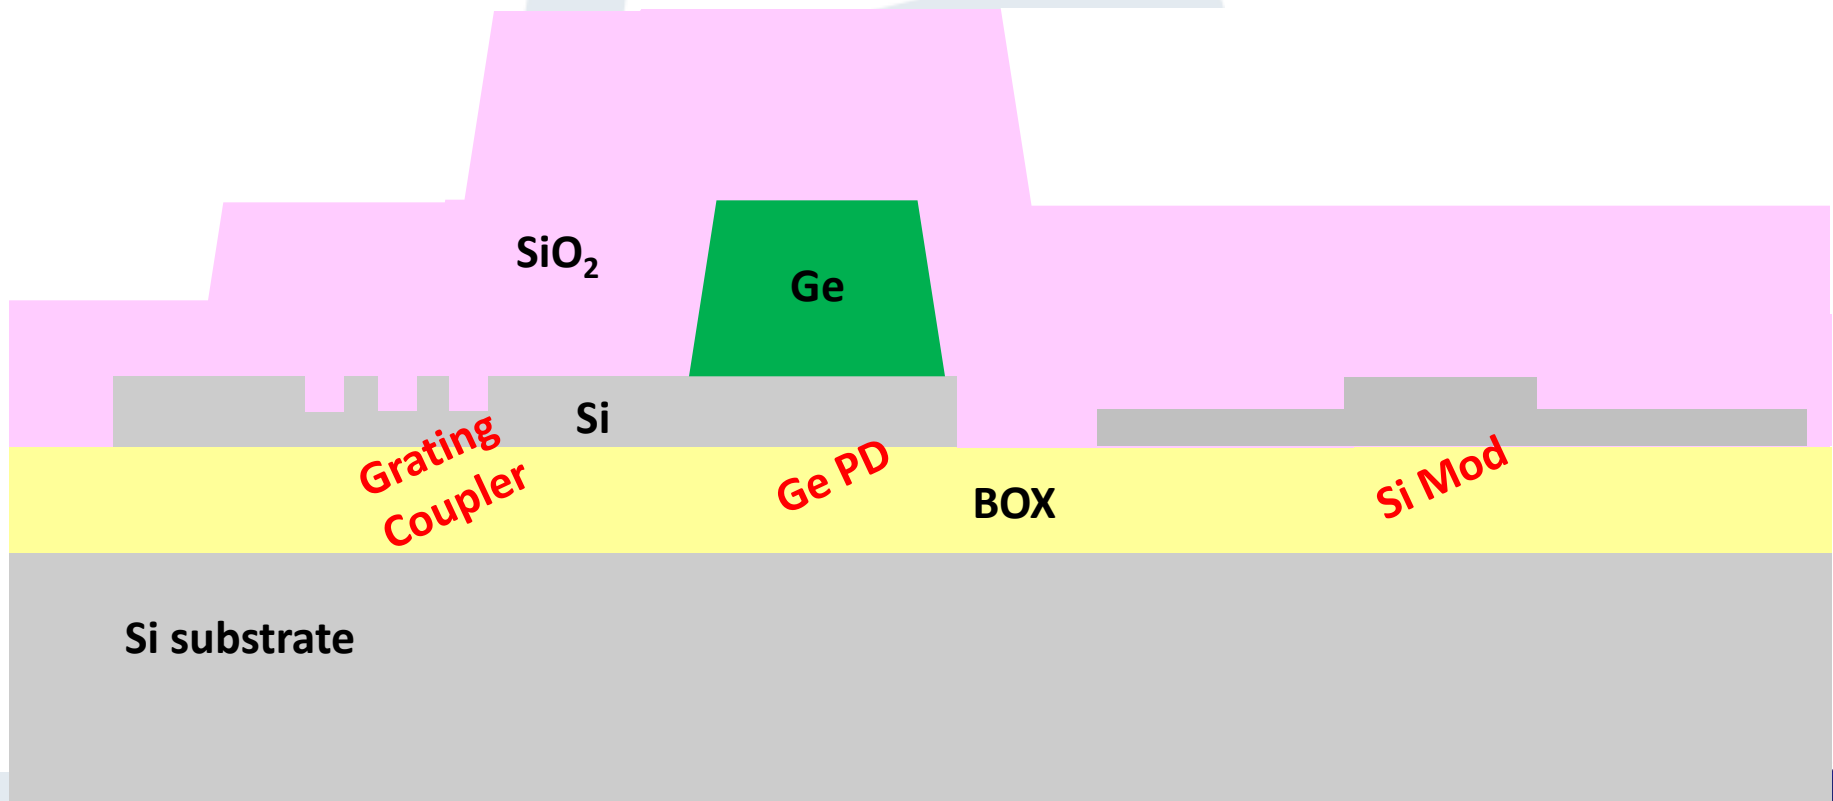 SiO₂
Ge
Si
Grating
Coupler
Ge PD
BOX
Si Mod
Si substrate